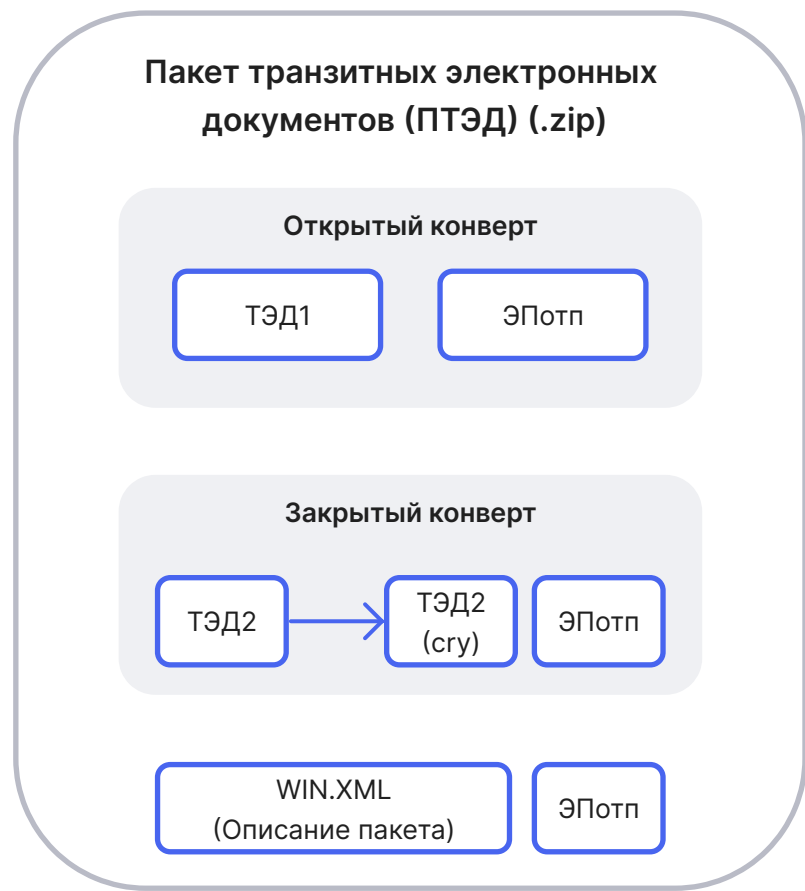 Пакет транзитных электронных
документов (ПТЭД) (.zip)
Открытый конверт
ТЭД1
ЭПотп
Закрытый конверт
ТЭД2
ТЭД2
(cry)
ЭПотп
WIN.XML
(Описание пакета)
ЭПотп